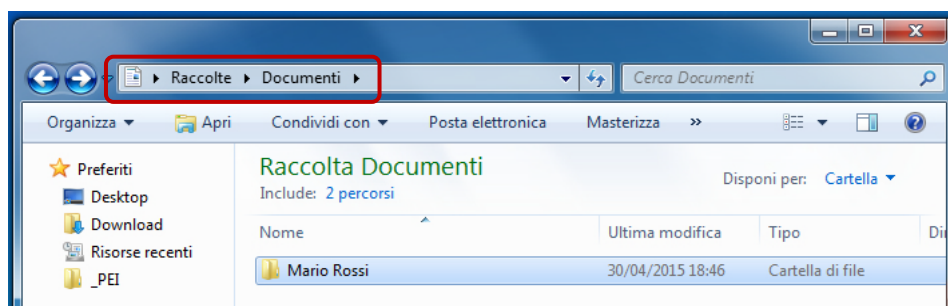 Raccolte Documenti
Cerca Documenti
Organizza Apri Condividi con Posta elettronica Masterizza »
Preferiti
Desktop
Download
Risorse recenti
_PEI
Raccolta Documenti
Include: 2 percorsi
Disponi per: Cartella
Nome Ultima modifica Tipo
Mario Rossi 30/04/2015 18:46 Cartella di file